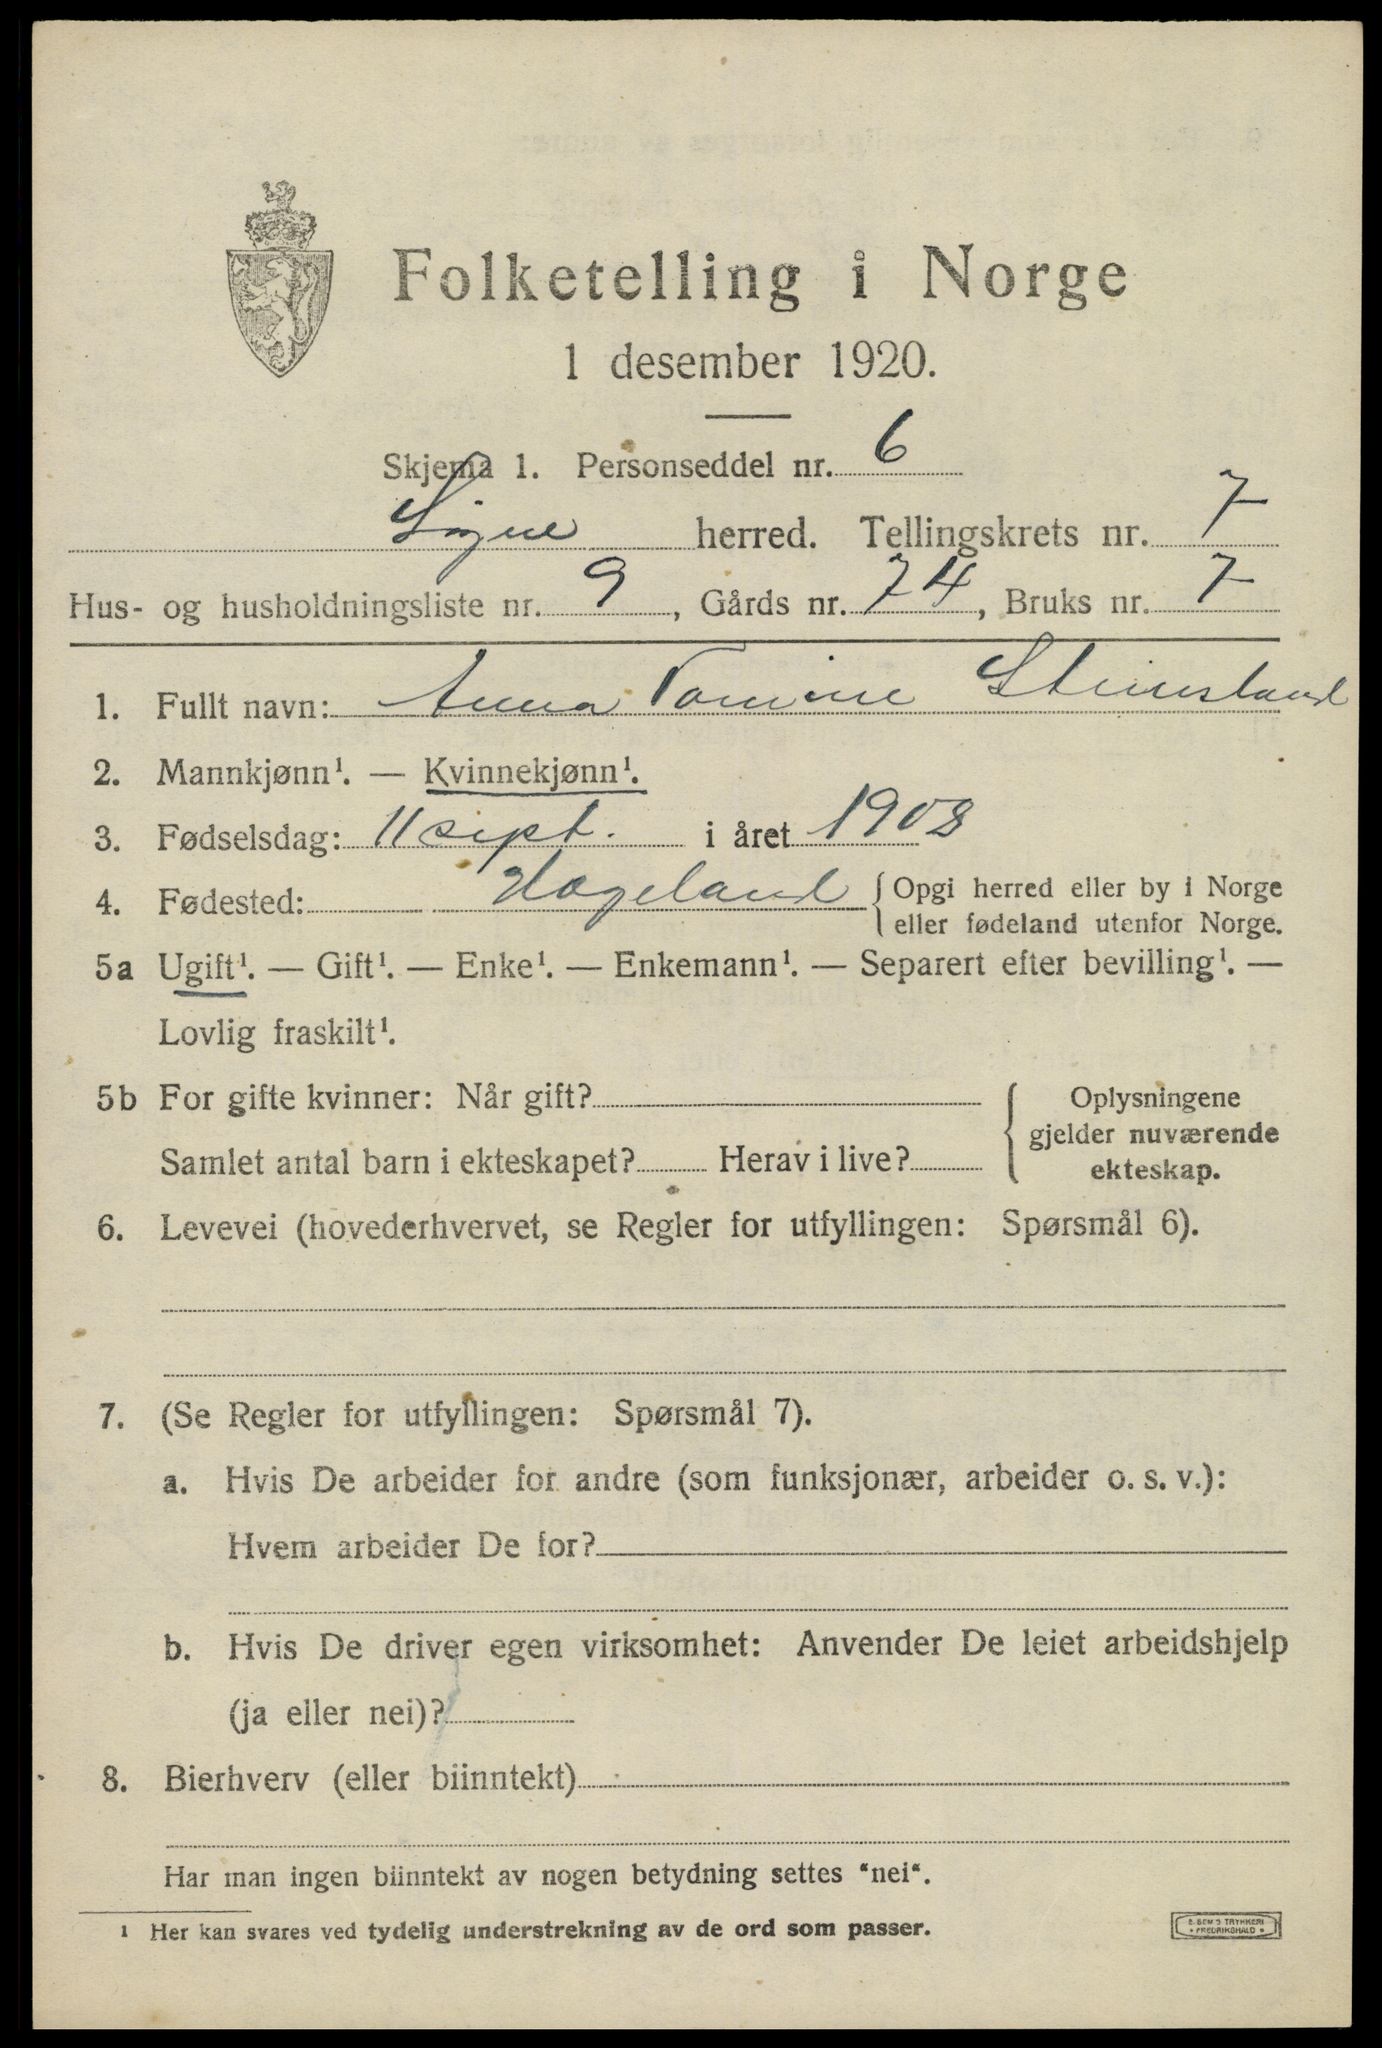 Folketelling i Norge
1 desember 1920.
Skjema 1. Personseddel nr. 6
Søgne herred. Tellingskrets nr. 7
Hus- og husholdningsliste nr. 9, Gårds nr. 74, Bruks nr. 7
1. Fullt navn: Anna Tomine Stiensland
2. Mannkjønn¹. — Kvinnekjønn¹.
3. Fødselsdag: 11 sept. i året 1908
4. Fødested: Hægeland { Opgi herred eller by i Norge
eller fødeland utenfor Norge.
5a Ugift¹. — Gift¹. — Enke¹. — Enkemann¹. — Separert efter bevilling¹. —
Lovlig fraskilt¹.
5b For gifte kvinner: Når gift?
Samlet antal barn i ekteskapet? Herav i live?
{ Oplysningene
gjelder nuværende
ekteskap.
6. Levevei (hovederhvervet, se Regler for utfyllingen: Spørsmål 6).
7. (Se Regler for utfyllingen: Spørsmål 7).
a. Hvis De arbeider for andre (som funksjonær, arbeider o. s. v.):
Hvem arbeider De for?
b. Hvis De driver egen virksomhet: Anvender De leiet arbeidshjelp
(ja eller nei)?
8. Bierhverv (eller biinntekt)
Har man ingen biinntekt av nogen betydning settes "nei".
1 Her kan svares ved tydelig understrekning av de ord som passer.
E. SEM'S TRYKKERI
FREDRIKSHALD